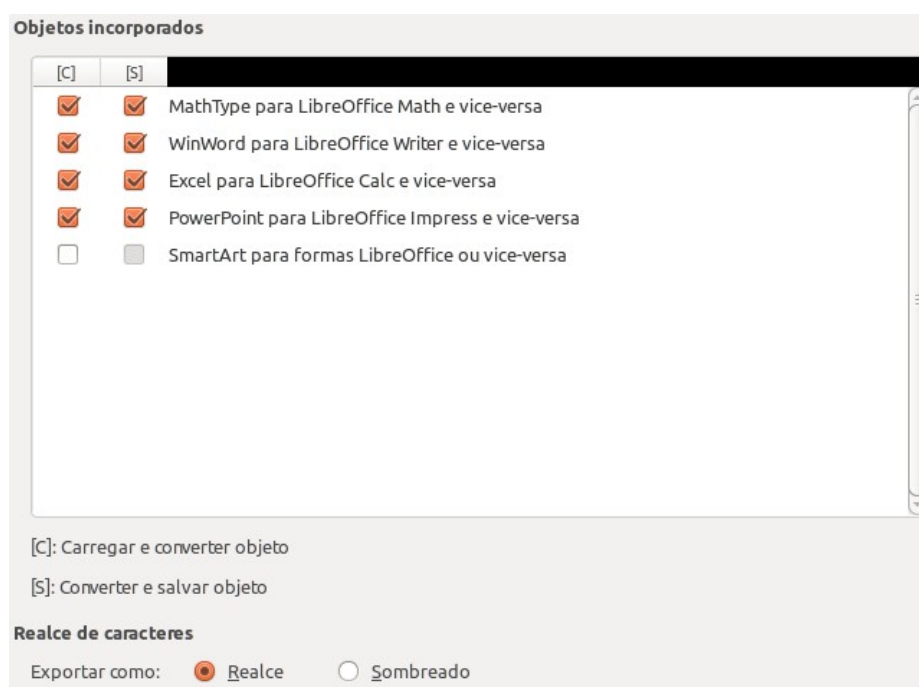 Objetos incorporados
[C] [S]
MathType para LibreOffice Math e vice-versa
WinWord para LibreOffice Writer e vice-versa
Excel para LibreOffice Calc e vice-versa
PowerPoint para LibreOffice Impress e vice-versa
SmartArt para formas LibreOffice ou vice-versa
[C]: Carregar e converter objeto
[S]: Converter e salvar objeto
Realce de caracteres
Exportar como: Realce Sombreado